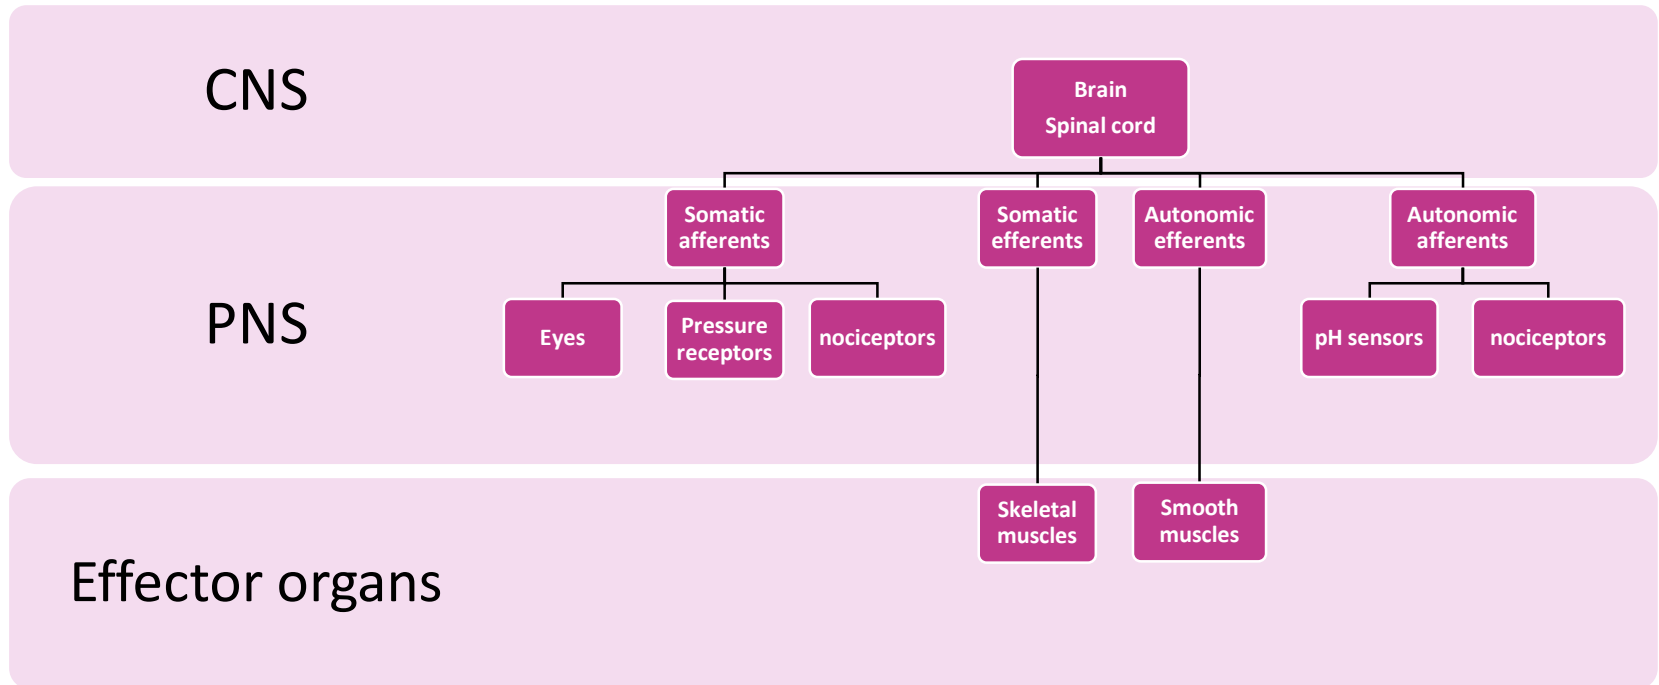 CNS
Brain
Spinal cord
PNS
Somatic
afferents
Somatic
efferents
Autonomic
efferents
Autonomic
afferents
Eyes
Pressure
receptors
nociceptors
pH sensors
nociceptors
Effector organs
Skeletal
muscles
Smooth
muscles